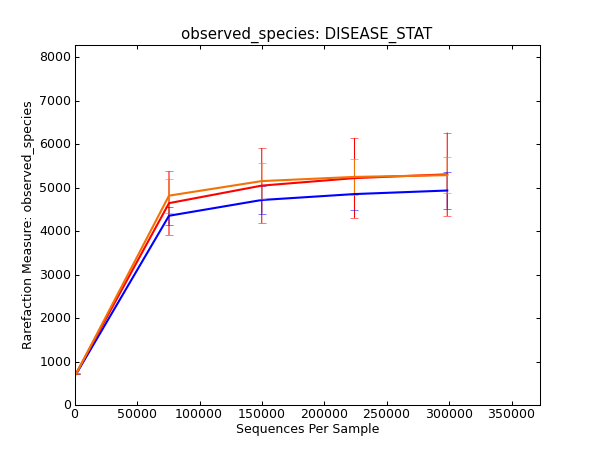 observed_species: DISEASE_STAT
Rarefaction Measure: observed_species
8000
7000
6000
5000
4000
3000
2000
1000
0
0 50000 100000 150000 200000 250000 300000 350000
Sequences Per Sample